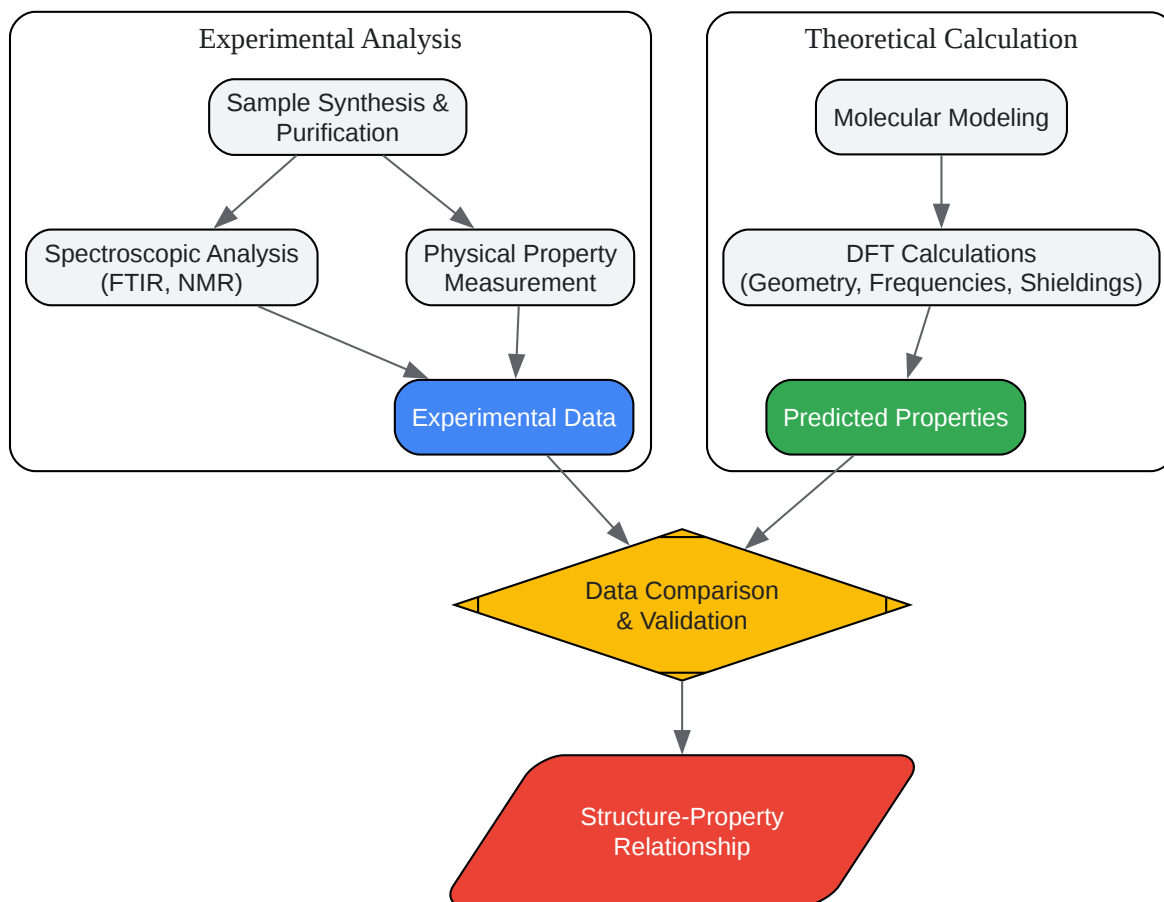 Experimental Analysis
Sample Synthesis &
Purification
Spectroscopic Analysis
(FTIR, NMR)
Physical Property
Measurement
Experimental Data
Theoretical Calculation
Molecular Modeling
DFT Calculations
(Geometry, Frequencies, Shieldings)
Predicted Properties
Data Comparison
& Validation
Structure-Property
Relationship